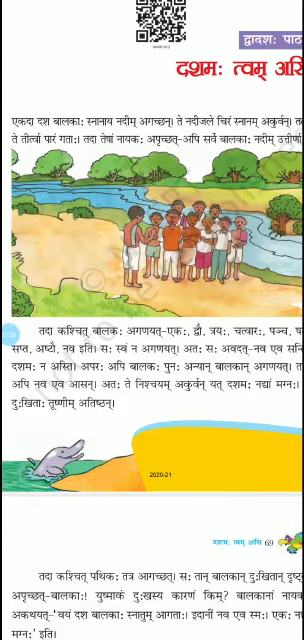 द्वादशः पाठ
दशमः त्वम् असि
एकदा दश बालकाः स्नानाय नदीम् अगच्छन्। ते नदीजले चिरं स्नानम् अकुर्वन्।
ते तीर्त्वा पारं गताः। तदा तेषां नायकः अपृच्छत्-अपि सर्वे बालकाः नदीम् उत्तीर्णा
तदा कश्चित् बालकः अगणयत्-एकः, द्वौ, त्रयः, चत्वारः, पञ्च, ष
सप्त, अष्टौ, नव इति। सः स्वं न अगणयत्। अतः सः अवदत्-नव एव सन्ति
दशमः न अस्ति। अपरः अपि बालकः पुनः अन्यान् बालकान् अगणयत्। त
अपि नव एव आसन्। अतः ते निश्चयम् अकुर्वन् यत् दशमः नद्यां मग्नः।
दुःखिताः तूष्णीम् अतिष्ठन्।
2020-21
दशमः त्वम् असि 69
तदा कश्चित् पथिकः तत्र आगच्छत्। सः तान् बालकान् दुःखितान् दृष्ट्
अपृच्छत्-बालकाः! युष्माकं दुःखस्य कारणं किम्? बालकानां नायक
अकथयत्-‘वयं दश बालकाः स्नातुम् आगताः। इदानीं नव एव स्मः। एकः न
मग्नः’ इति।